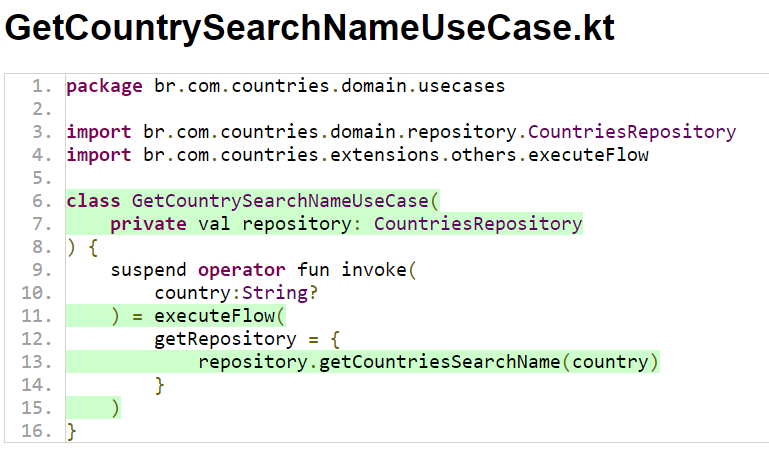 GetCountrySearchNameUseCase.kt
1. package br.com.countries.domain.usecases
2.
3. import br.com.countries.domain.repository.CountriesRepository
4. import br.com.countries.extensions.others.executeFlow
5.
6. class GetCountrySearchNameUseCase(
7.     private val repository: CountriesRepository
8. ) {
9.     suspend operator fun invoke(
10.         country:String?
11.     ) = executeFlow(
12.         getRepository = {
13.             repository.getCountriesSearchName(country)
14.         }
15.     )
16. }